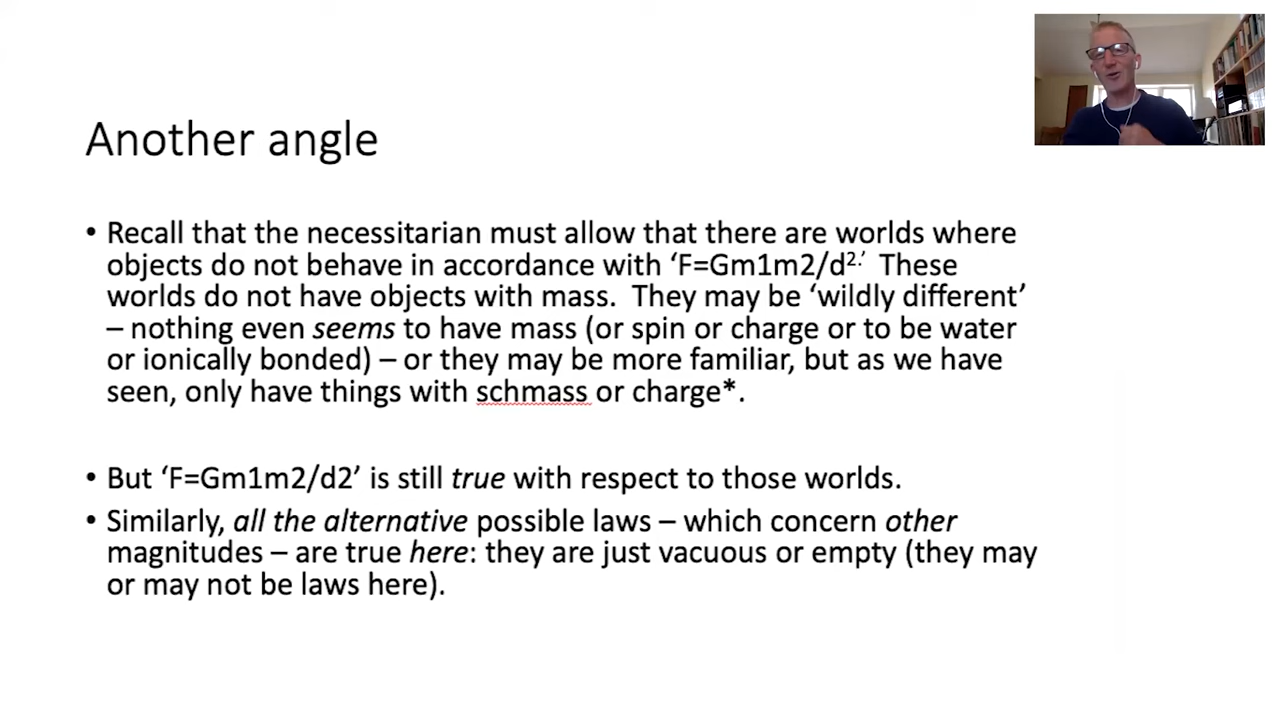 Another angle
• Recall that the necessitarian must allow that there are worlds where
objects do not behave in accordance with ‘F=Gm1m2/d²·’ These
worlds do not have objects with mass. They may be ‘wildly different’
– nothing even seems to have mass (or spin or charge or to be water
or ionically bonded) – or they may be more familiar, but as we have
seen, only have things with schmass or charge*.
• But ‘F=Gm1m2/d2’ is still true with respect to those worlds.
• Similarly, all the alternative possible laws – which concern other
magnitudes – are true here: they are just vacuous or empty (they may
or may not be laws here).